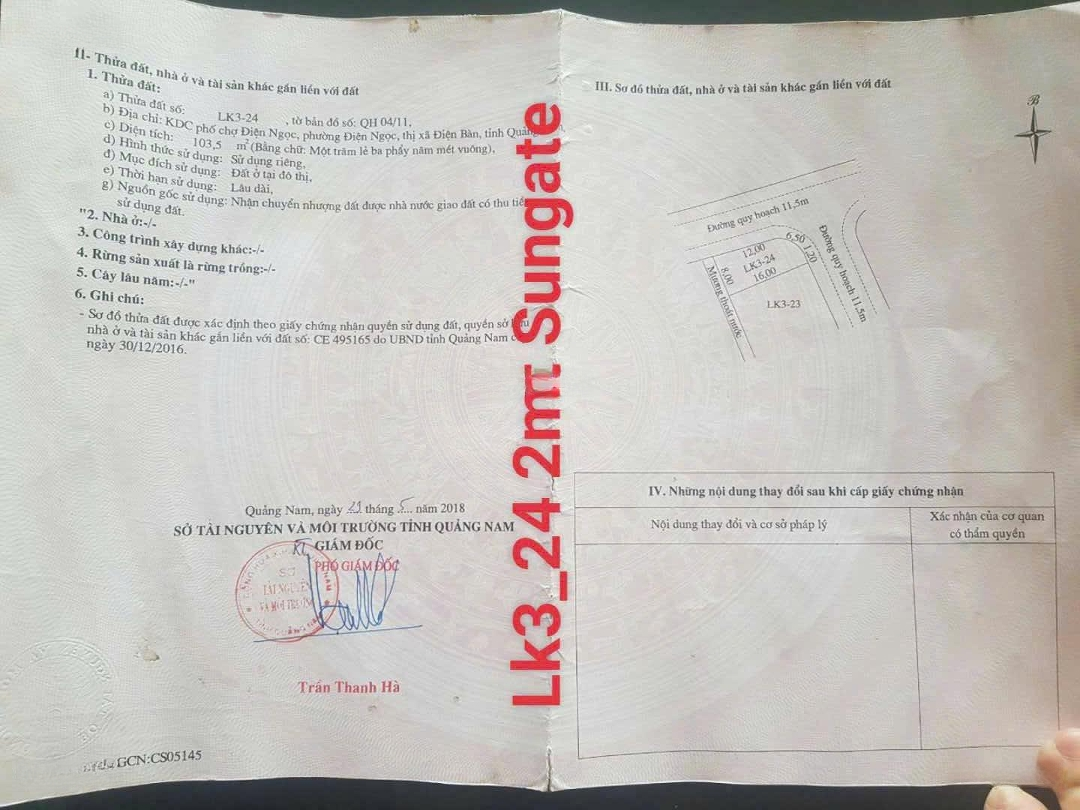 II- Thửa đất, nhà ở và tài sản khác gắn liền với đất
1. Thửa đất:
a) Thửa đất số: LK3-24 , tờ bản đồ số: QH 04/11,
b) Địa chỉ: KDC phố chợ Điện Ngọc, phường Điện Ngọc, thị xã Điện Bàn, tỉnh Quảng
c) Diện tích: 103,5 m² (Bằng chữ: Một trăm lẻ ba phẩy năm mét vuông),
d) Hình thức sử dụng: Sử dụng riêng,
đ) Mục đích sử dụng: Đất ở tại đô thị,
e) Thời hạn sử dụng: Lâu dài,
g) Nguồn gốc sử dụng: Nhận chuyển nhượng đất được nhà nước giao đất có thu
sử dụng đất.
"2. Nhà ở:-/-
3. Công trình xây dựng khác:-/-
4. Rừng sản xuất là rừng trồng:-/-
5. Cây lâu năm:-/-"
6. Ghi chú:
- Sơ đồ thửa đất được xác định theo giấy chứng nhận quyền sử dụng đất, quyền sở
nhà ở và tài sản khác gắn liền với đất số: CE 495165 do UBND tỉnh Quảng Nam
ngày 30/12/2016.
Quảng Nam, ngày 29 tháng 5 năm 2018
SỞ TÀI NGUYÊN VÀ MÔI TRƯỜNG TỈNH QUẢNG NAM
KT GIÁM ĐỐC
PHÓ GIÁM ĐỐC
SỞ
TÀI NGUYÊN
VÀ MÔI TRƯỜNG
Trần Thanh Hà
GCN:CS05145
Lk3_24 2mt Sungate
III. Sơ đồ thửa đất, nhà ở và tài sản khác gắn liền với đất
B
Đường quy hoạch 11.5m
Đường quy hoạch 11.5m
12,00
6,50
1,20
LK3-24
8,00
16,00
LK3-23
Mương thoát nước
IV. Những nội dung thay đổi sau khi cấp giấy chứng nhận
Nội dung thay đổi và cơ sở pháp lý
Xác nhận của cơ quan
có thẩm quyền